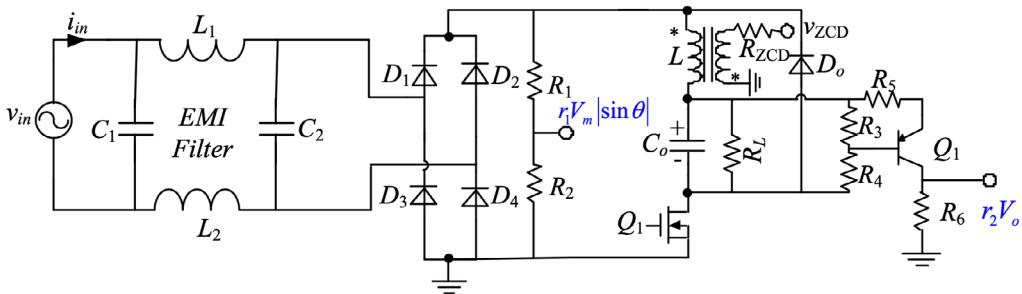 i_in
L_1
v_in
C_1
EMI
Filter
C_2
L_2
D_1
D_2
D_3
D_4
R_1
r_1V_m|sin θ|
R_2
*
L
*
R_ZCD
v_ZCD
D_o
+
C_o
-
R_L
R_5
R_3
R_4
Q_1
Q_1
R_6
r_2V_o